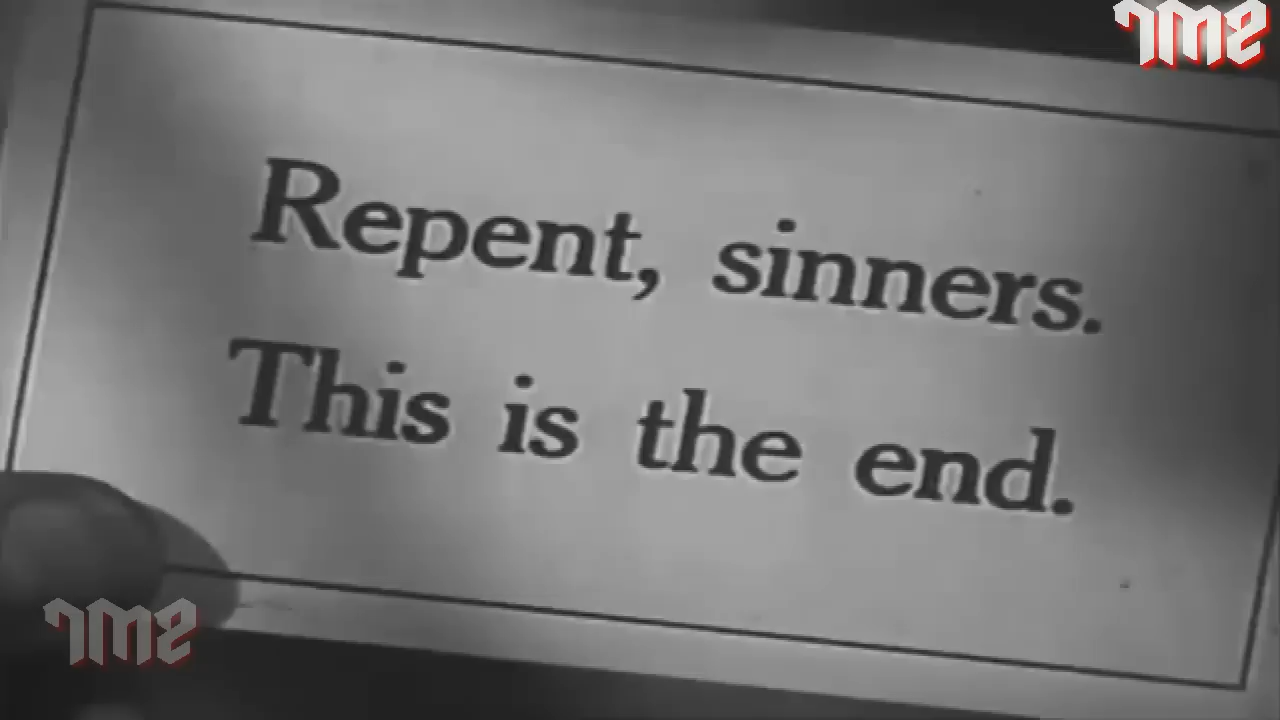 Repent, sinners.
This is the end.